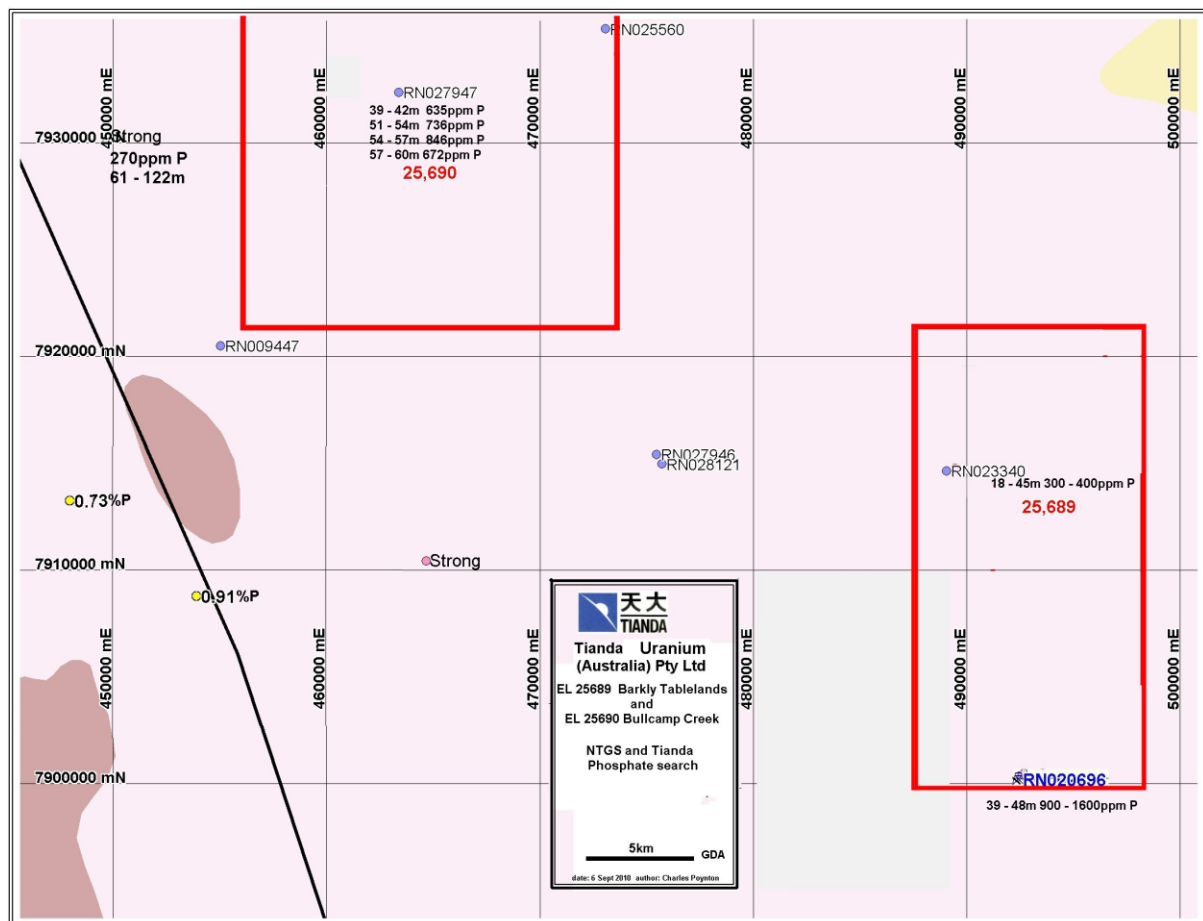 RN025560
450000 mE
460000 mE
470000 mE
480000 mE
490000 mE
500000 mE
RN027947
39 - 42m 635ppm P
51 - 54m 736ppm P
54 - 57m 846ppm P
57 - 60m 672ppm P
25,690
7930000 mN
Strong
270ppm P
61 - 122m
7920000 mN
RN009447
RN027946
RN028121
RN023340
18 - 45m 300 - 400ppm P
25,689
0.73%P
Strong
7910000 mN
0.91%P
天大
TIANDA
Tianda Uranium
(Australia) Pty Ltd
EL 25689 Barkly Tablelands
and
EL 25690 Bullcamp Creek
NTGS and Tianda
Phosphate search
5km
GDA
date: 6 Sept 2010 author: Charles Poynton
450000 mE
460000 mE
470000 mE
480000 mE
490000 mE
500000 mE
7900000 mN
RN020696
39 - 48m 900 - 1600ppm P